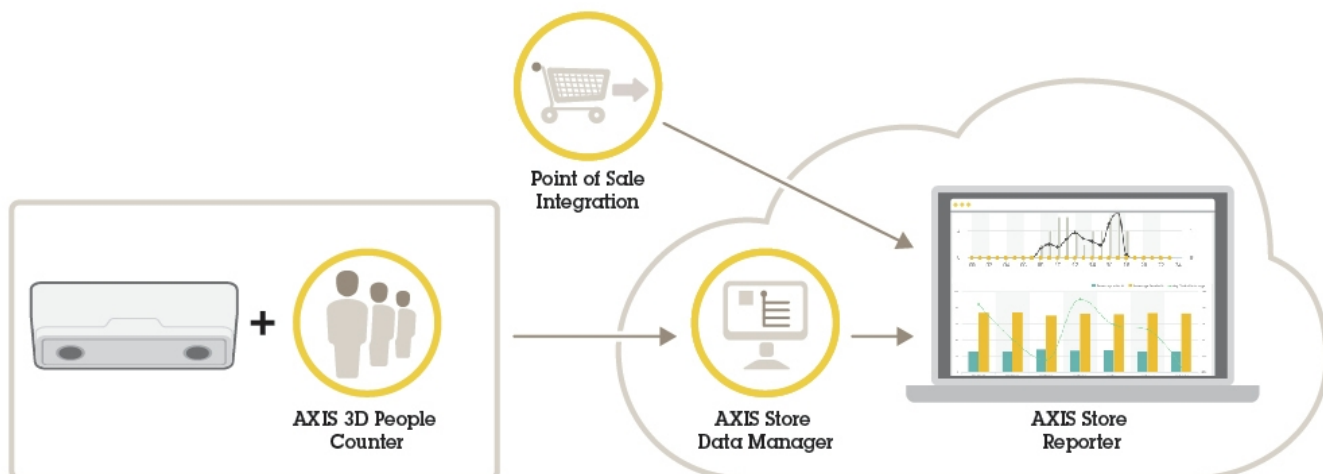 Point of Sale
Integration
AXIS 3D People
Counter
AXIS Store
Data Manager
AXIS Store
Reporter